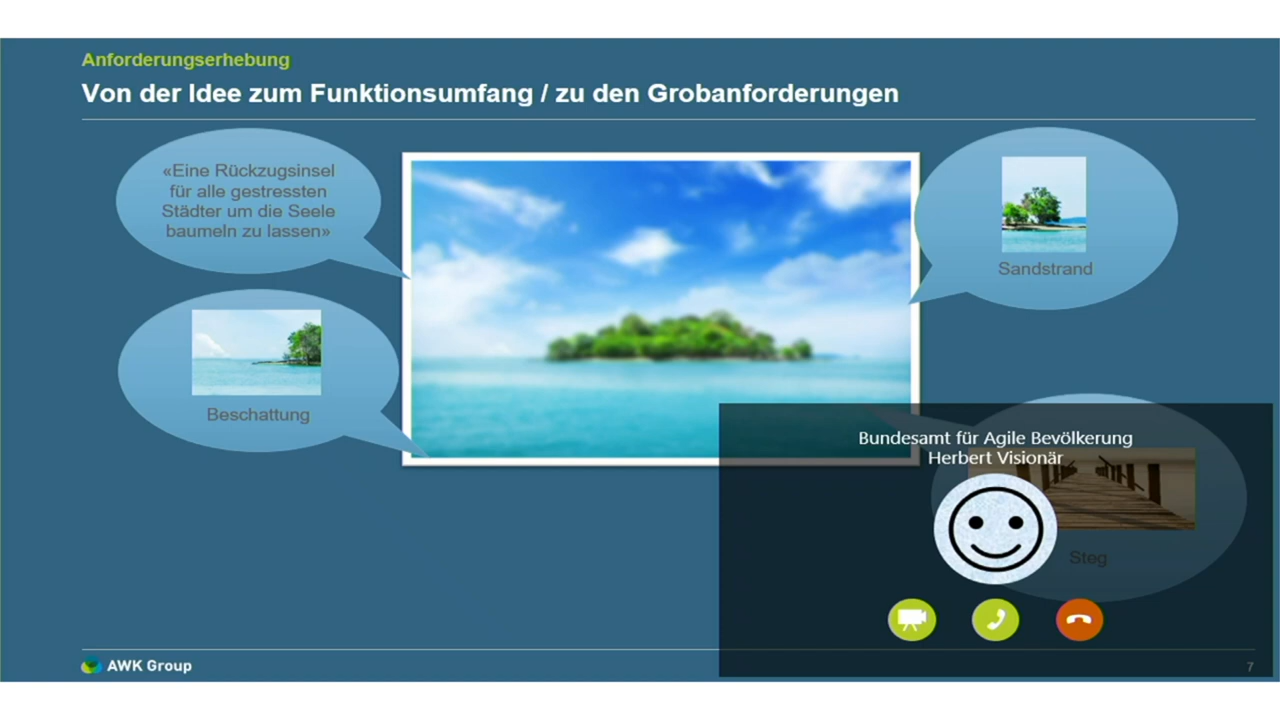 Anforderungserhebung
Von der Idee zum Funktionsumfang / zu den Grobanforderungen
«Eine Rückzugsinsel
für alle gestressten
Städter um die Seele
baumeln zu lassen»
Sandstrand
Beschattung
Bundesamt für Agile Bevölkerung
Herbert Visionär
Steg
AWK Group
7